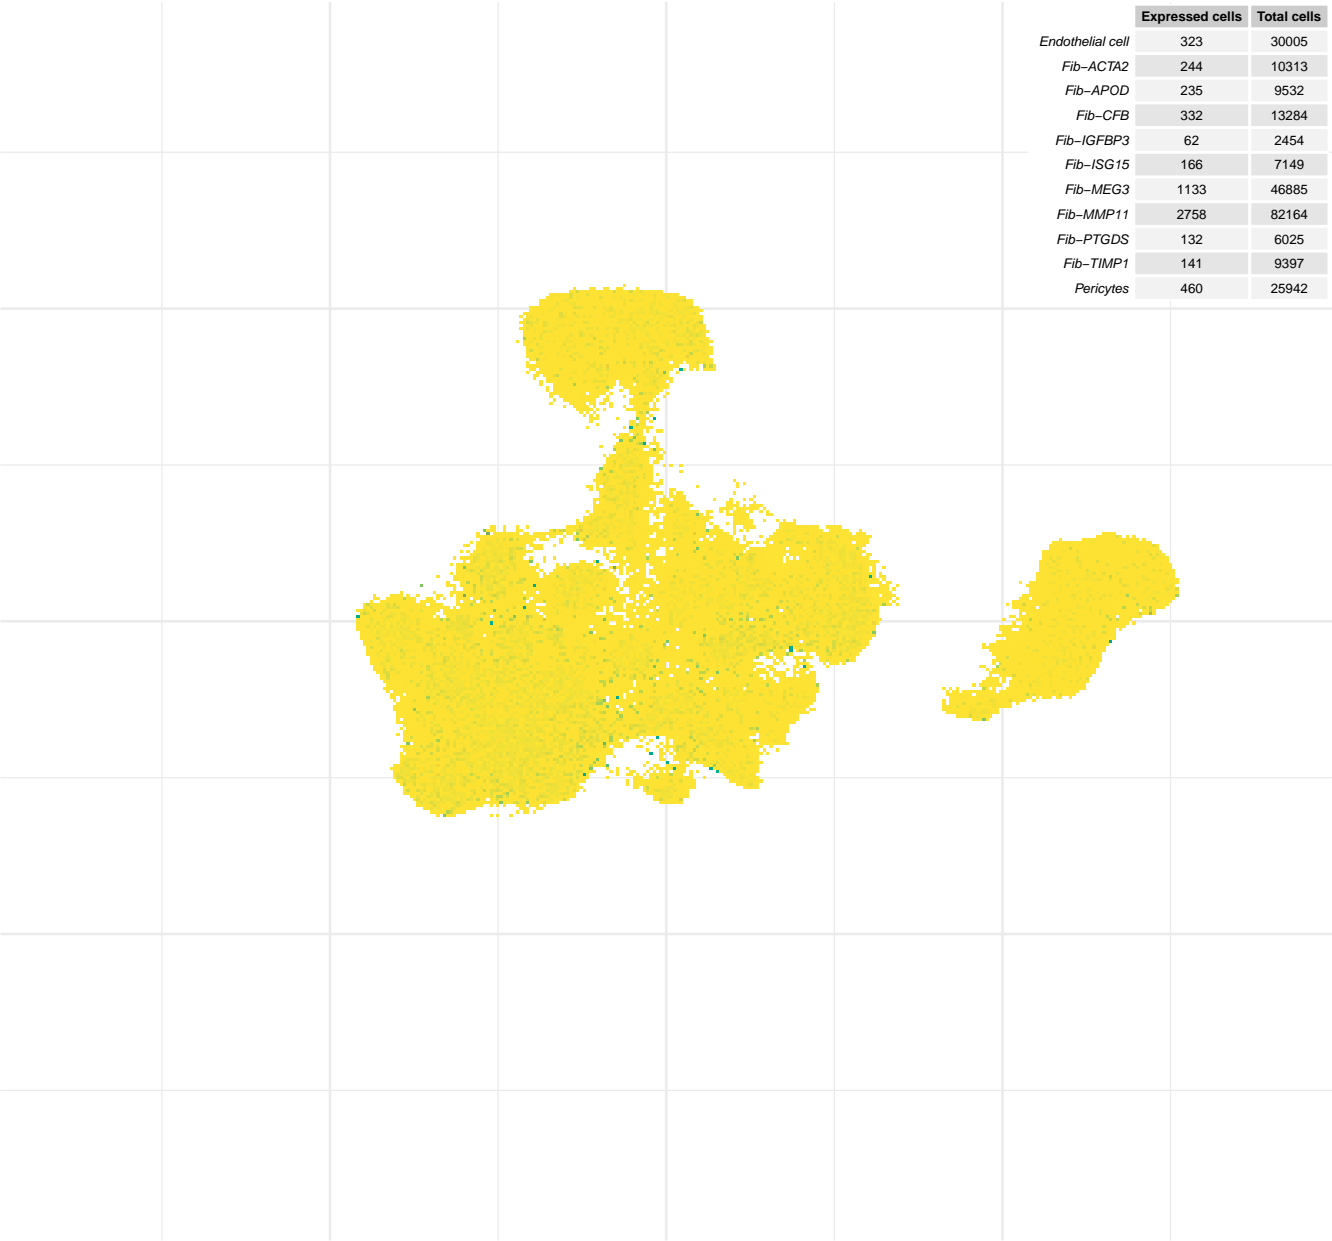 Expressed cells Total cells
Endothelial cell 323 30005
Fib−ACTA2 244 10313
Fib−APOD 235 9532
Fib−CFB 332 13284
Fib−IGFBP3 62 2454
Fib−ISG15 166 7149
Fib−MEG3 1133 46885
Fib−MMP11 2758 82164
Fib−PTGDS 132 6025
Fib−TIMP1 141 9397
Pericytes 460 25942